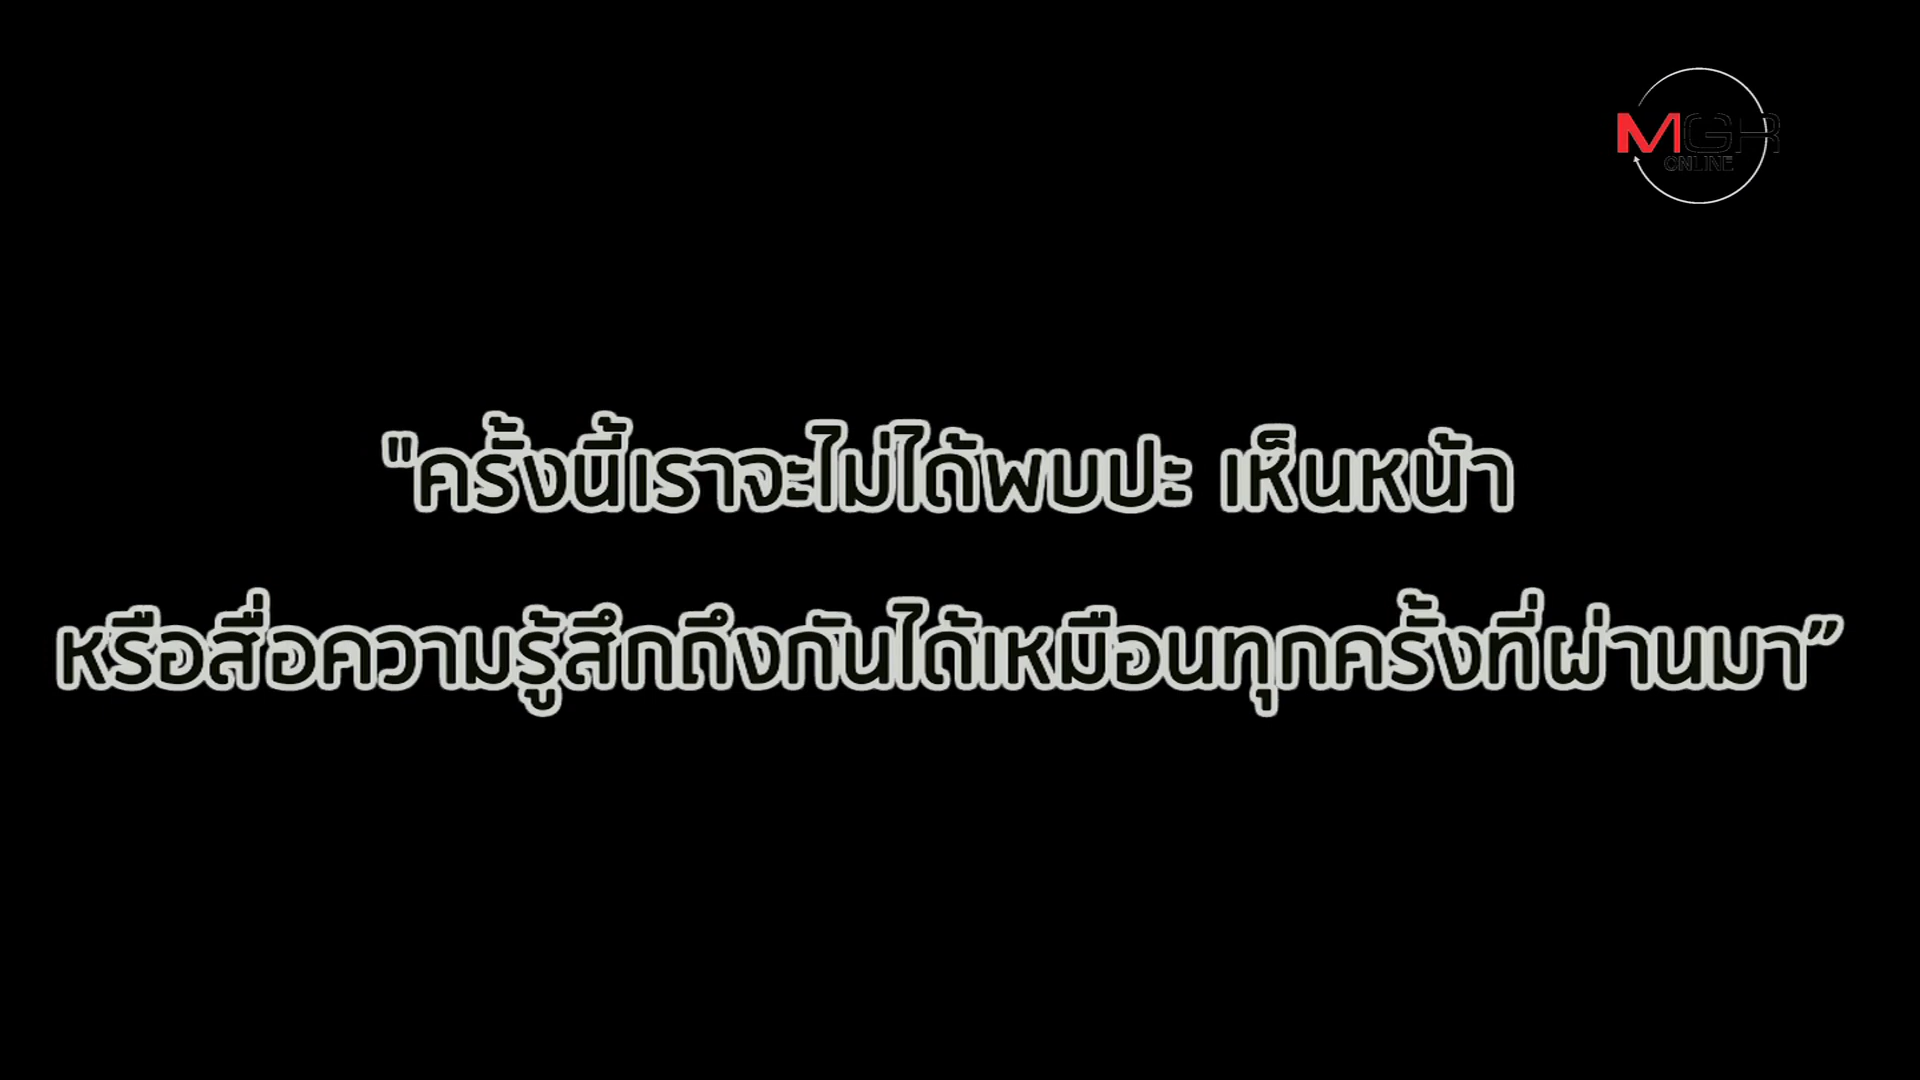 MGR
ONLINE
"ครั้งนี้เราจะไม่ได้พบปะ เห็นหน้า
หรือสื่อความรู้สึกถึงกันได้เหมือนทุกครั้งที่ผ่านมา”